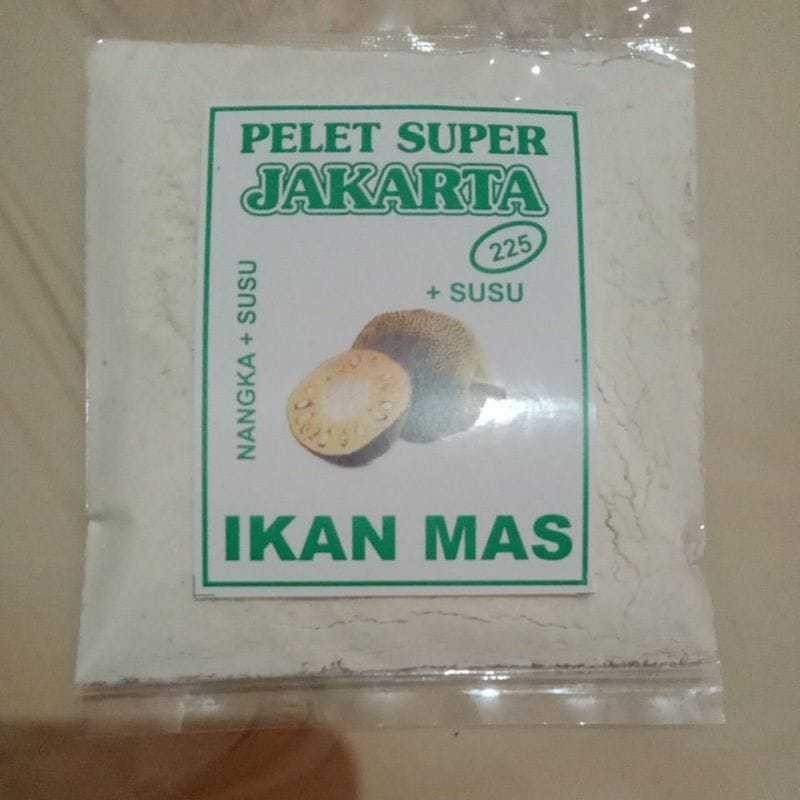 PELET SUPER
JAKARTA
225
+ SUSU
NANGKA + SUSU
IKAN MAS